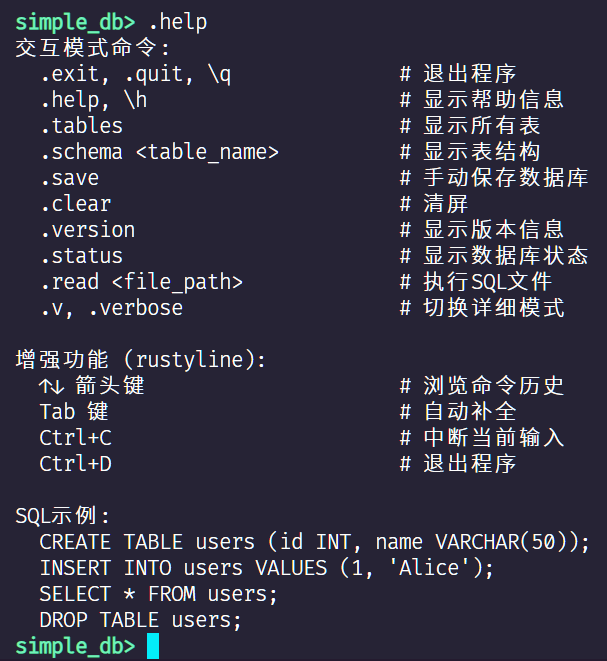 simple_db> .help
交互模式命令:
.exit, .quit, \q # 退出程序
.help, \h # 显示帮助信息
.tables # 显示所有表
.schema <table_name> # 显示表结构
.save # 手动保存数据库
.clear # 清屏
.version # 显示版本信息
.status # 显示数据库状态
.read <file_path> # 执行SQL文件
.v, .verbose # 切换详细模式
增强功能 (rustyline):
↑↓ 箭头键 # 浏览命令历史
Tab 键 # 自动补全
Ctrl+C # 中断当前输入
Ctrl+D # 退出程序
SQL示例:
CREATE TABLE users (id INT, name VARCHAR(50));
INSERT INTO users VALUES (1, 'Alice');
SELECT * FROM users;
DROP TABLE users;
simple_db>